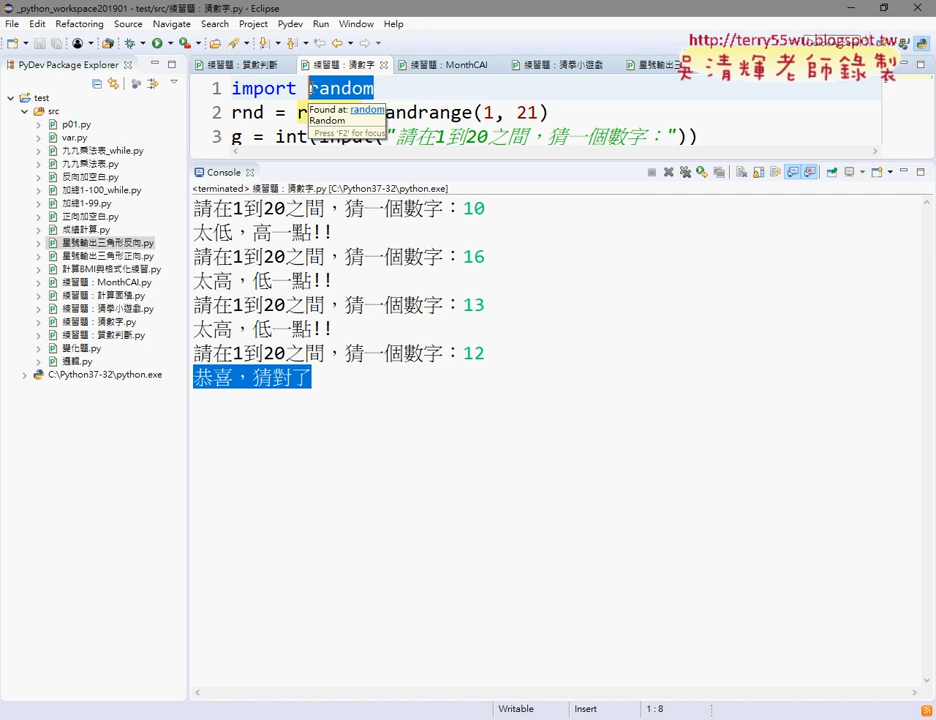 _python_workspace201901 - test/src/練習題：猜數字.py - Eclipse
File Edit Refactoring Source Navigate Search Project Pydev Run Window Help
http://terry55wu.blogspot.tw
吳清輝老師錄製
PyDev Package Explorer
練習題：質數判斷
練習題：猜數字
練習題：MonthCAI
練習題：猜拳小遊戲
星號輸出三
1 import random
2 rnd = r andrange(1, 21)
3 g = int(input("請在1到20之間，猜一個數字："))
Found at: random
Random
Press 'F2' for focus
test
src
p01.py
var.py
九九乘法表_while.py
九九乘法表.py
反向加空白.py
加總1-100_while.py
加總1-99.py
正向加空白.py
成績計算.py
星號輸出三角形反向.py
星號輸出三角形正向.py
計算BMI與格式化練習.py
練習題：MonthCAI.py
練習題：計算面積.py
練習題：猜拳小遊戲.py
練習題：猜數字.py
練習題：質數判斷.py
變化題.py
邏輯.py
C:\Python37-32\python.exe
Console
<terminated> 練習題：猜數字.py [C:\Python37-32\python.exe]
請在1到20之間，猜一個數字：10
太低，高一點!!
請在1到20之間，猜一個數字：16
太高，低一點!!
請在1到20之間，猜一個數字：13
太高，低一點!!
請在1到20之間，猜一個數字：12
恭喜，猜對了
Writable Insert 1 : 8